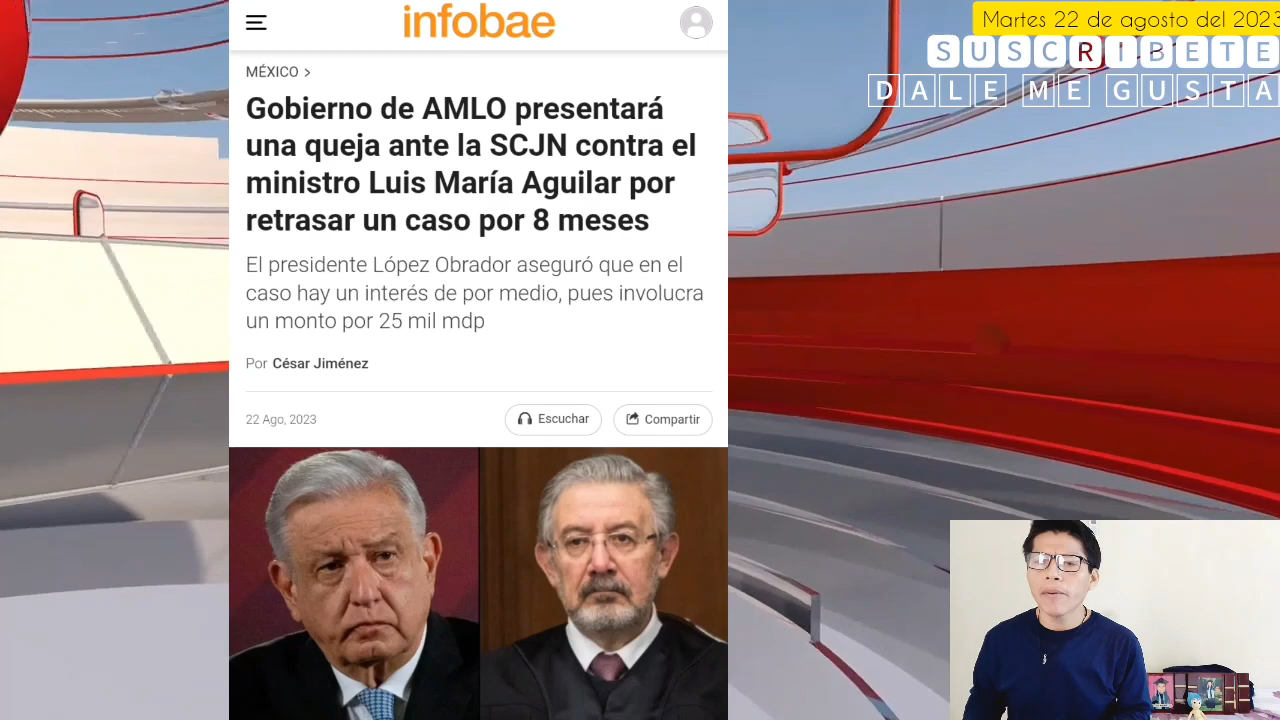 infobae
Martes 22 de agosto del 2023
SUSCRIBETE
DALE ME GUSTA
MÉXICO >
Gobierno de AMLO presentará
una queja ante la SCJN contra el
ministro Luis María Aguilar por
retrasar un caso por 8 meses
El presidente López Obrador aseguró que en el
caso hay un interés de por medio, pues involucra
un monto por 25 mil mdp
Por César Jiménez
22 Ago, 2023
Escuchar
Compartir